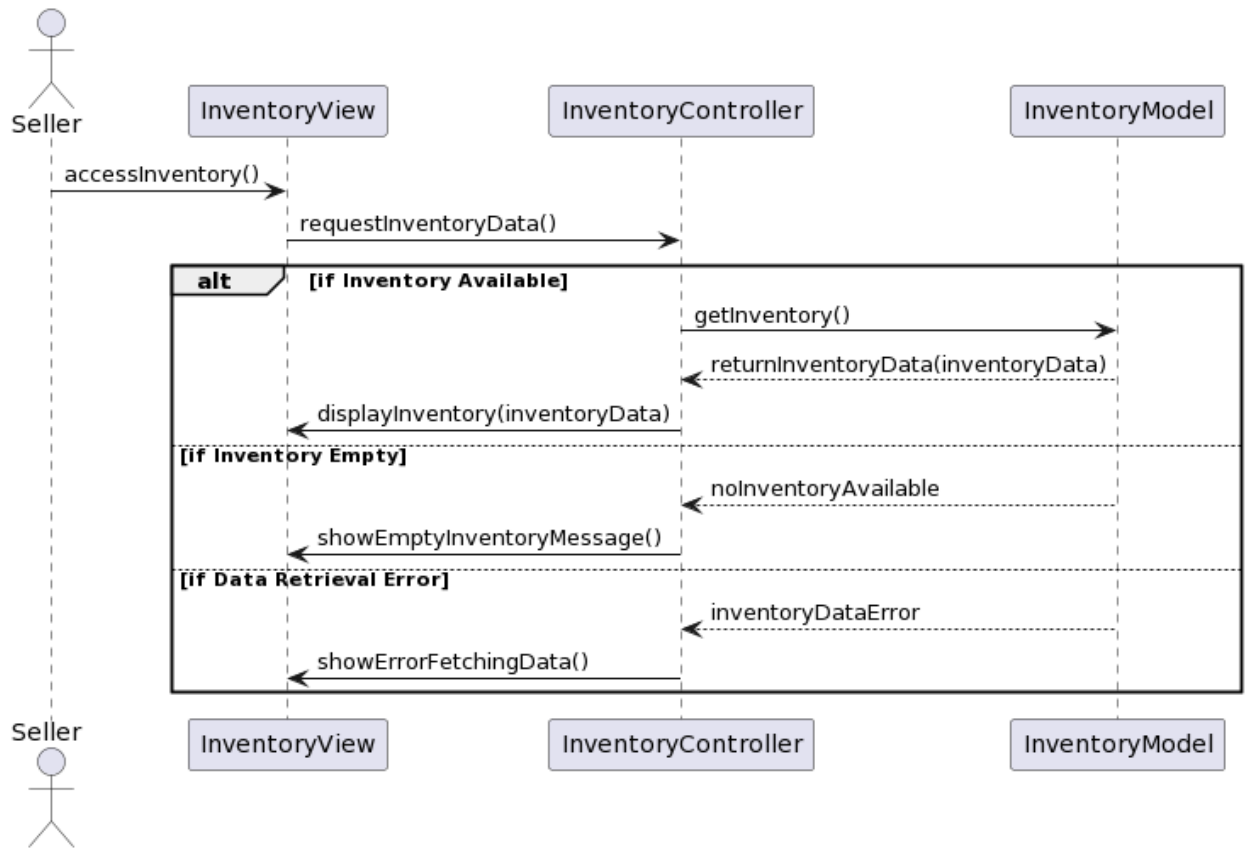 Seller
InventoryView
InventoryController
InventoryModel
accessInventory()
requestInventoryData()
alt
[if Inventory Available]
getInventory()
returnInventoryData(inventoryData)
displayInventory(inventoryData)
[if Inventory Empty]
noInventoryAvailable
showEmptyInventoryMessage()
[if Data Retrieval Error]
inventoryDataError
showErrorFetchingData()
Seller
InventoryView
InventoryController
InventoryModel